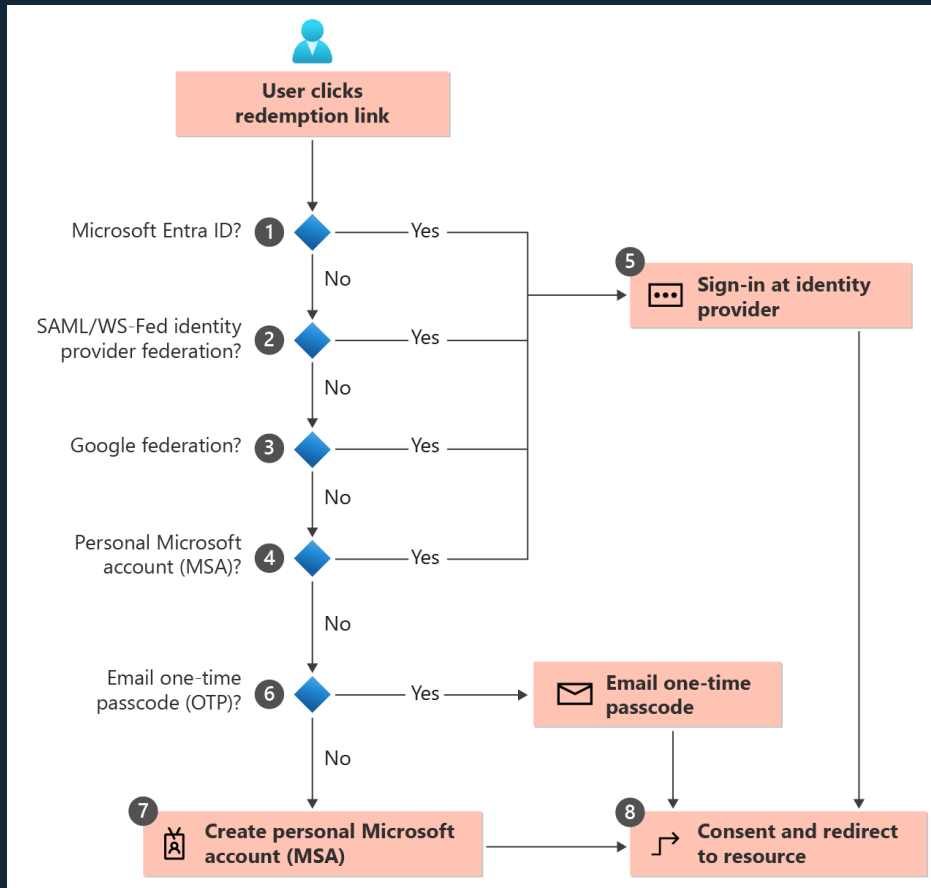 User clicks
redemption link
Microsoft Entra ID?
1
Yes
No
5
Sign-in at identity
provider
SAML/WS-Fed identity
provider federation?
2
Yes
No
Google federation?
3
Yes
No
Personal Microsoft
account (MSA)?
4
Yes
No
Email one-time
passcode (OTP)?
6
Yes
Email one-time
passcode
No
7
Create personal Microsoft
account (MSA)
8
Consent and redirect
to resource